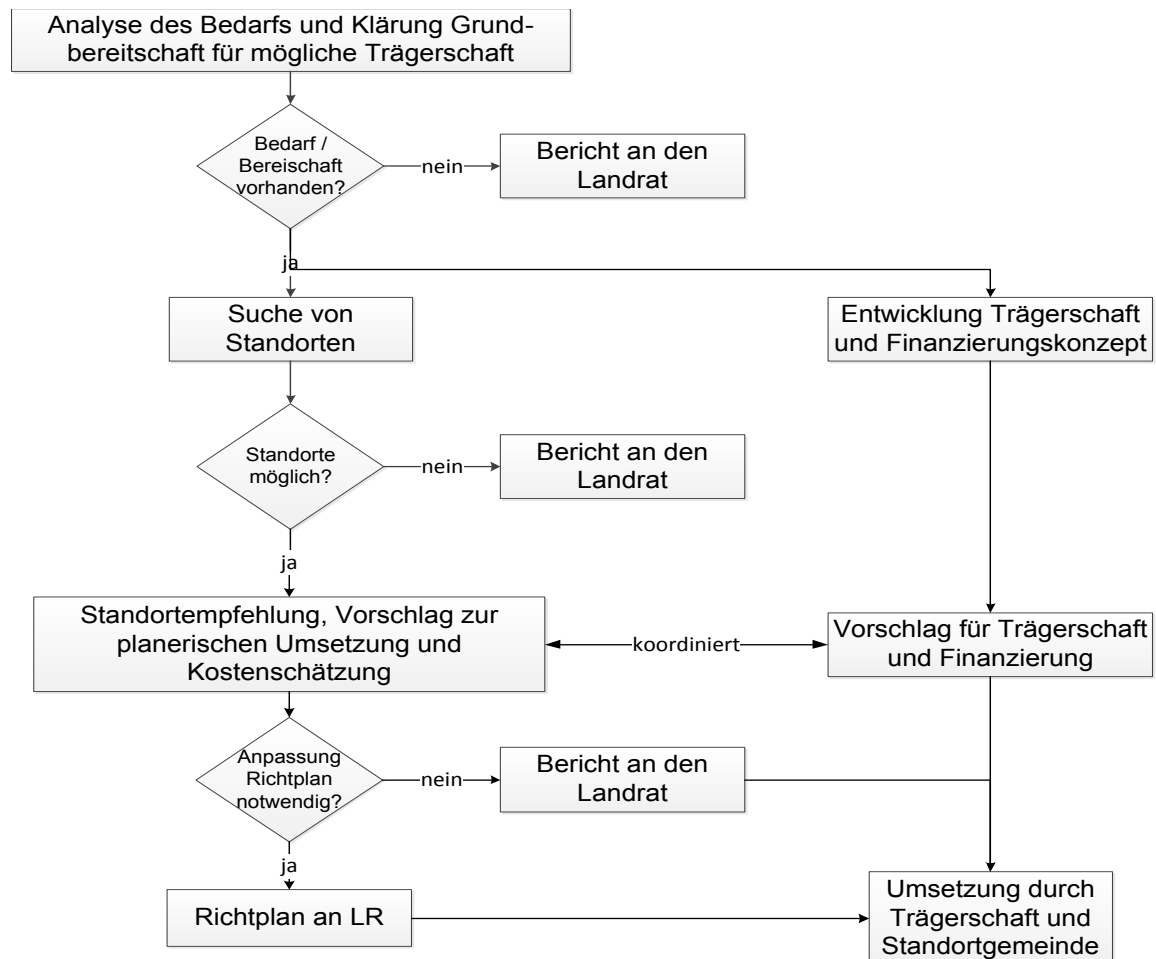 Analyse des Bedarfs und Klärung Grund-
bereitschaft für mögliche Trägerschaft
Bedarf /
Bereischaft
vorhanden?
nein
Bericht an den
Landrat
ja
Suche von
Standorten
Entwicklung Trägerschaft
und Finanzierungskonzept
Standorte
möglich?
nein
Bericht an den
Landrat
ja
Standortempfehlung, Vorschlag zur
planerischen Umsetzung und
Kostenschätzung
koordiniert
Vorschlag für Trägerschaft
und Finanzierung
Anpassung
Richtplan
notwendig?
nein
Bericht an den
Landrat
ja
Richtplan an LR
Umsetzung durch
Trägerschaft und
Standortgemeinde